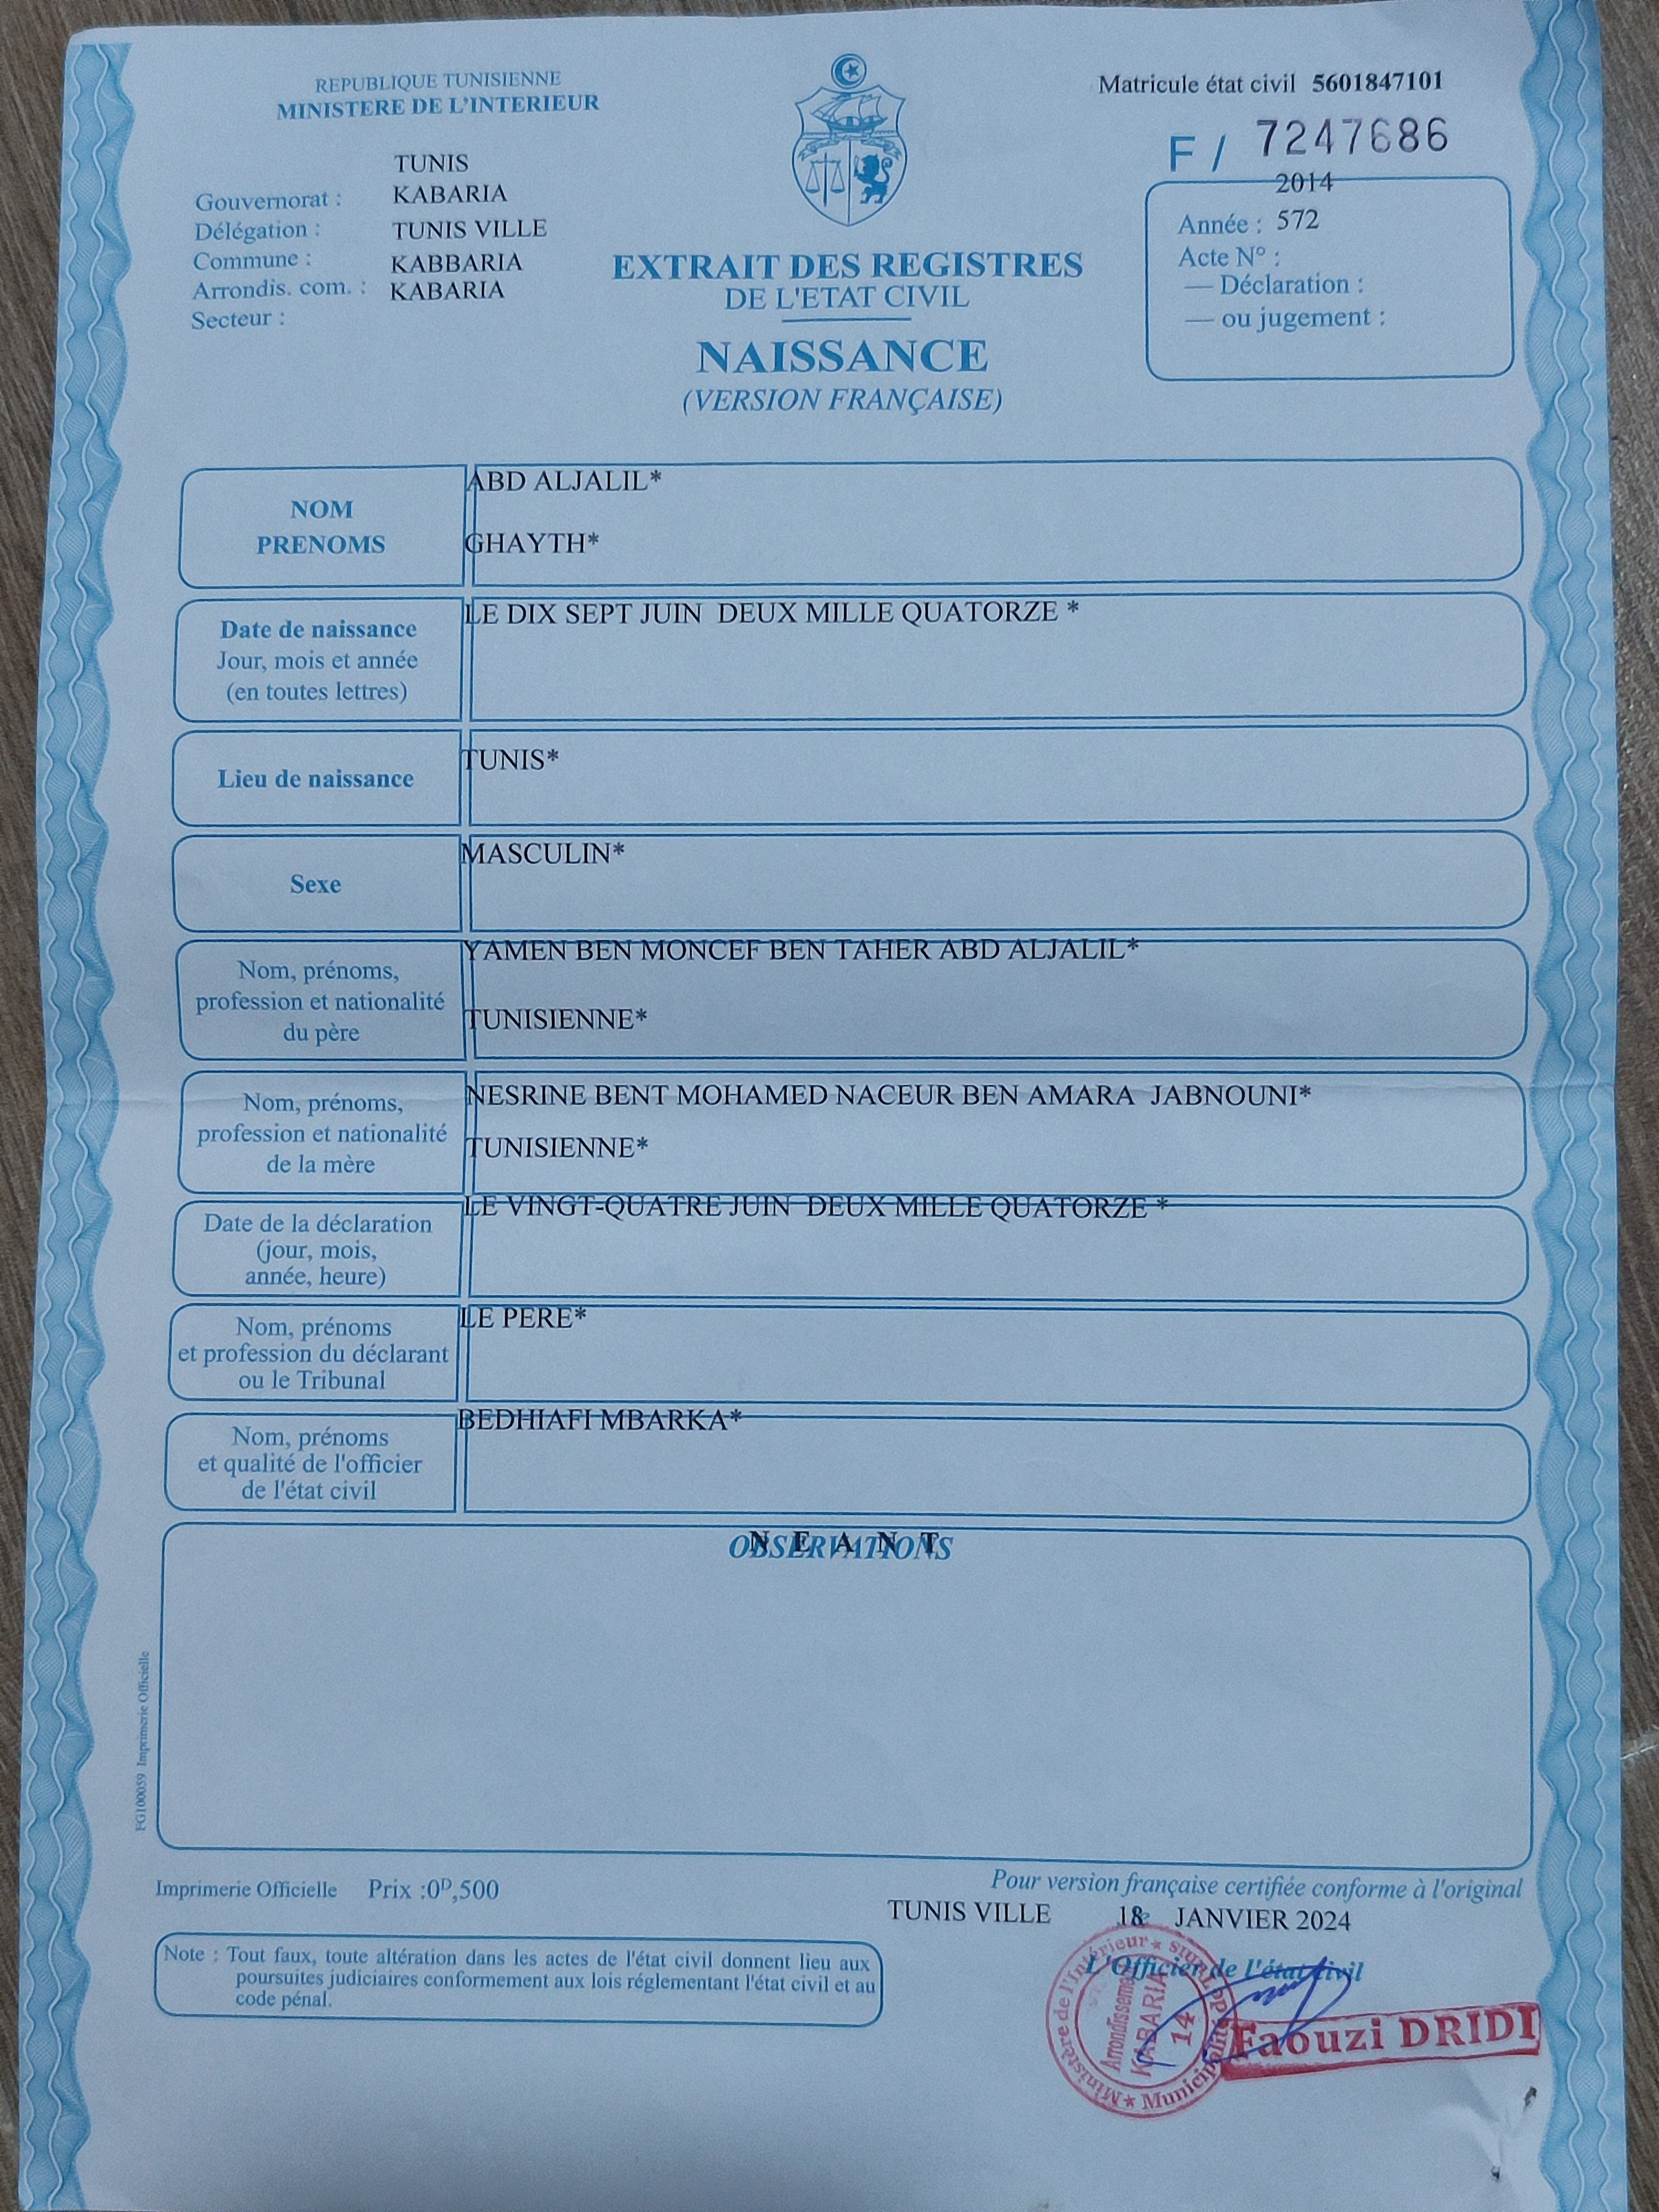 REPUBLIQUE TUNISIENNE
MINISTERE DE L'INTERIEUR
Matricule état civil 5601847101
F / 7247686
TUNIS
Gouvernorat : KABARIA
Délégation : TUNIS VILLE
Commune : KABBARIA
Arrondis. com. : KABARIA
Secteur :
2014
Année : 572
Acte N° :
— Déclaration :
— ou jugement :
EXTRAIT DES REGISTRES
DE L'ETAT CIVIL
NAISSANCE
(VERSION FRANÇAISE)
NOM
PRENOMS
ABD ALJALIL*
GHAYTH*
Date de naissance
Jour, mois et année
(en toutes lettres)
LE DIX SEPT JUIN DEUX MILLE QUATORZE *
Lieu de naissance
TUNIS*
Sexe
MASCULIN*
Nom, prénoms,
profession et nationalité
du père
YAMEN BEN MONCEF BEN TAHER ABD ALJALIL*
TUNISIENNE*
Nom, prénoms,
profession et nationalité
de la mère
NESRINE BENT MOHAMED NACEUR BEN AMARA JABNOUNI*
TUNISIENNE*
Date de la déclaration
(jour, mois,
année, heure)
LE VINGT-QUATRE JUIN DEUX MILLE QUATORZE *
Nom, prénoms
et profession du déclarant
ou le Tribunal
LE PERE*
Nom, prénoms
et qualité de l'officier
de l'état civil
BEDHIAFI MBARKA*
OBSERVATIONS
N E A N T
FG100059 Imprimerie Officielle
Imprimerie Officielle Prix :0ᴰ,500
Pour version française certifiée conforme à l'original
TUNIS VILLE 18 JANVIER 2024
L'Officier de l'état civil
Note : Tout faux, toute altération dans les actes de l'état civil donnent lieu aux
poursuites judiciaires conformement aux lois réglementant l'état civil et au
code pénal.
Ministère de l'Intérieur
Municipalité de Tunis
Arrondissement
KABARIA
14
Faouzi DRIDI